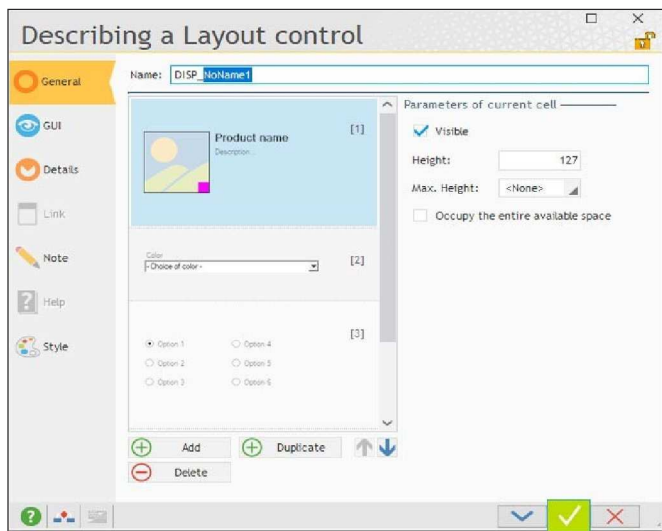 Describing a Layout control
General
GUI
Details
Link
Note
Help
Style
Name: DISP_NoName1
[1]
Product name
Description...
[2]
Color
- Choice of color -
[3]
Option 1 Option 4
Option 2 Option 5
Option 3 Option 6
Add Duplicate
Delete
Parameters of current cell
Visible
Height: 127
Max. Height: <None>
Occupy the entire available space